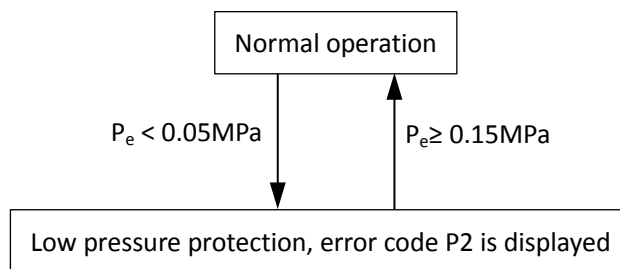 Normal operation
Pe < 0.05MPa
Pe≥ 0.15MPa
Low pressure protection, error code P2 is displayed